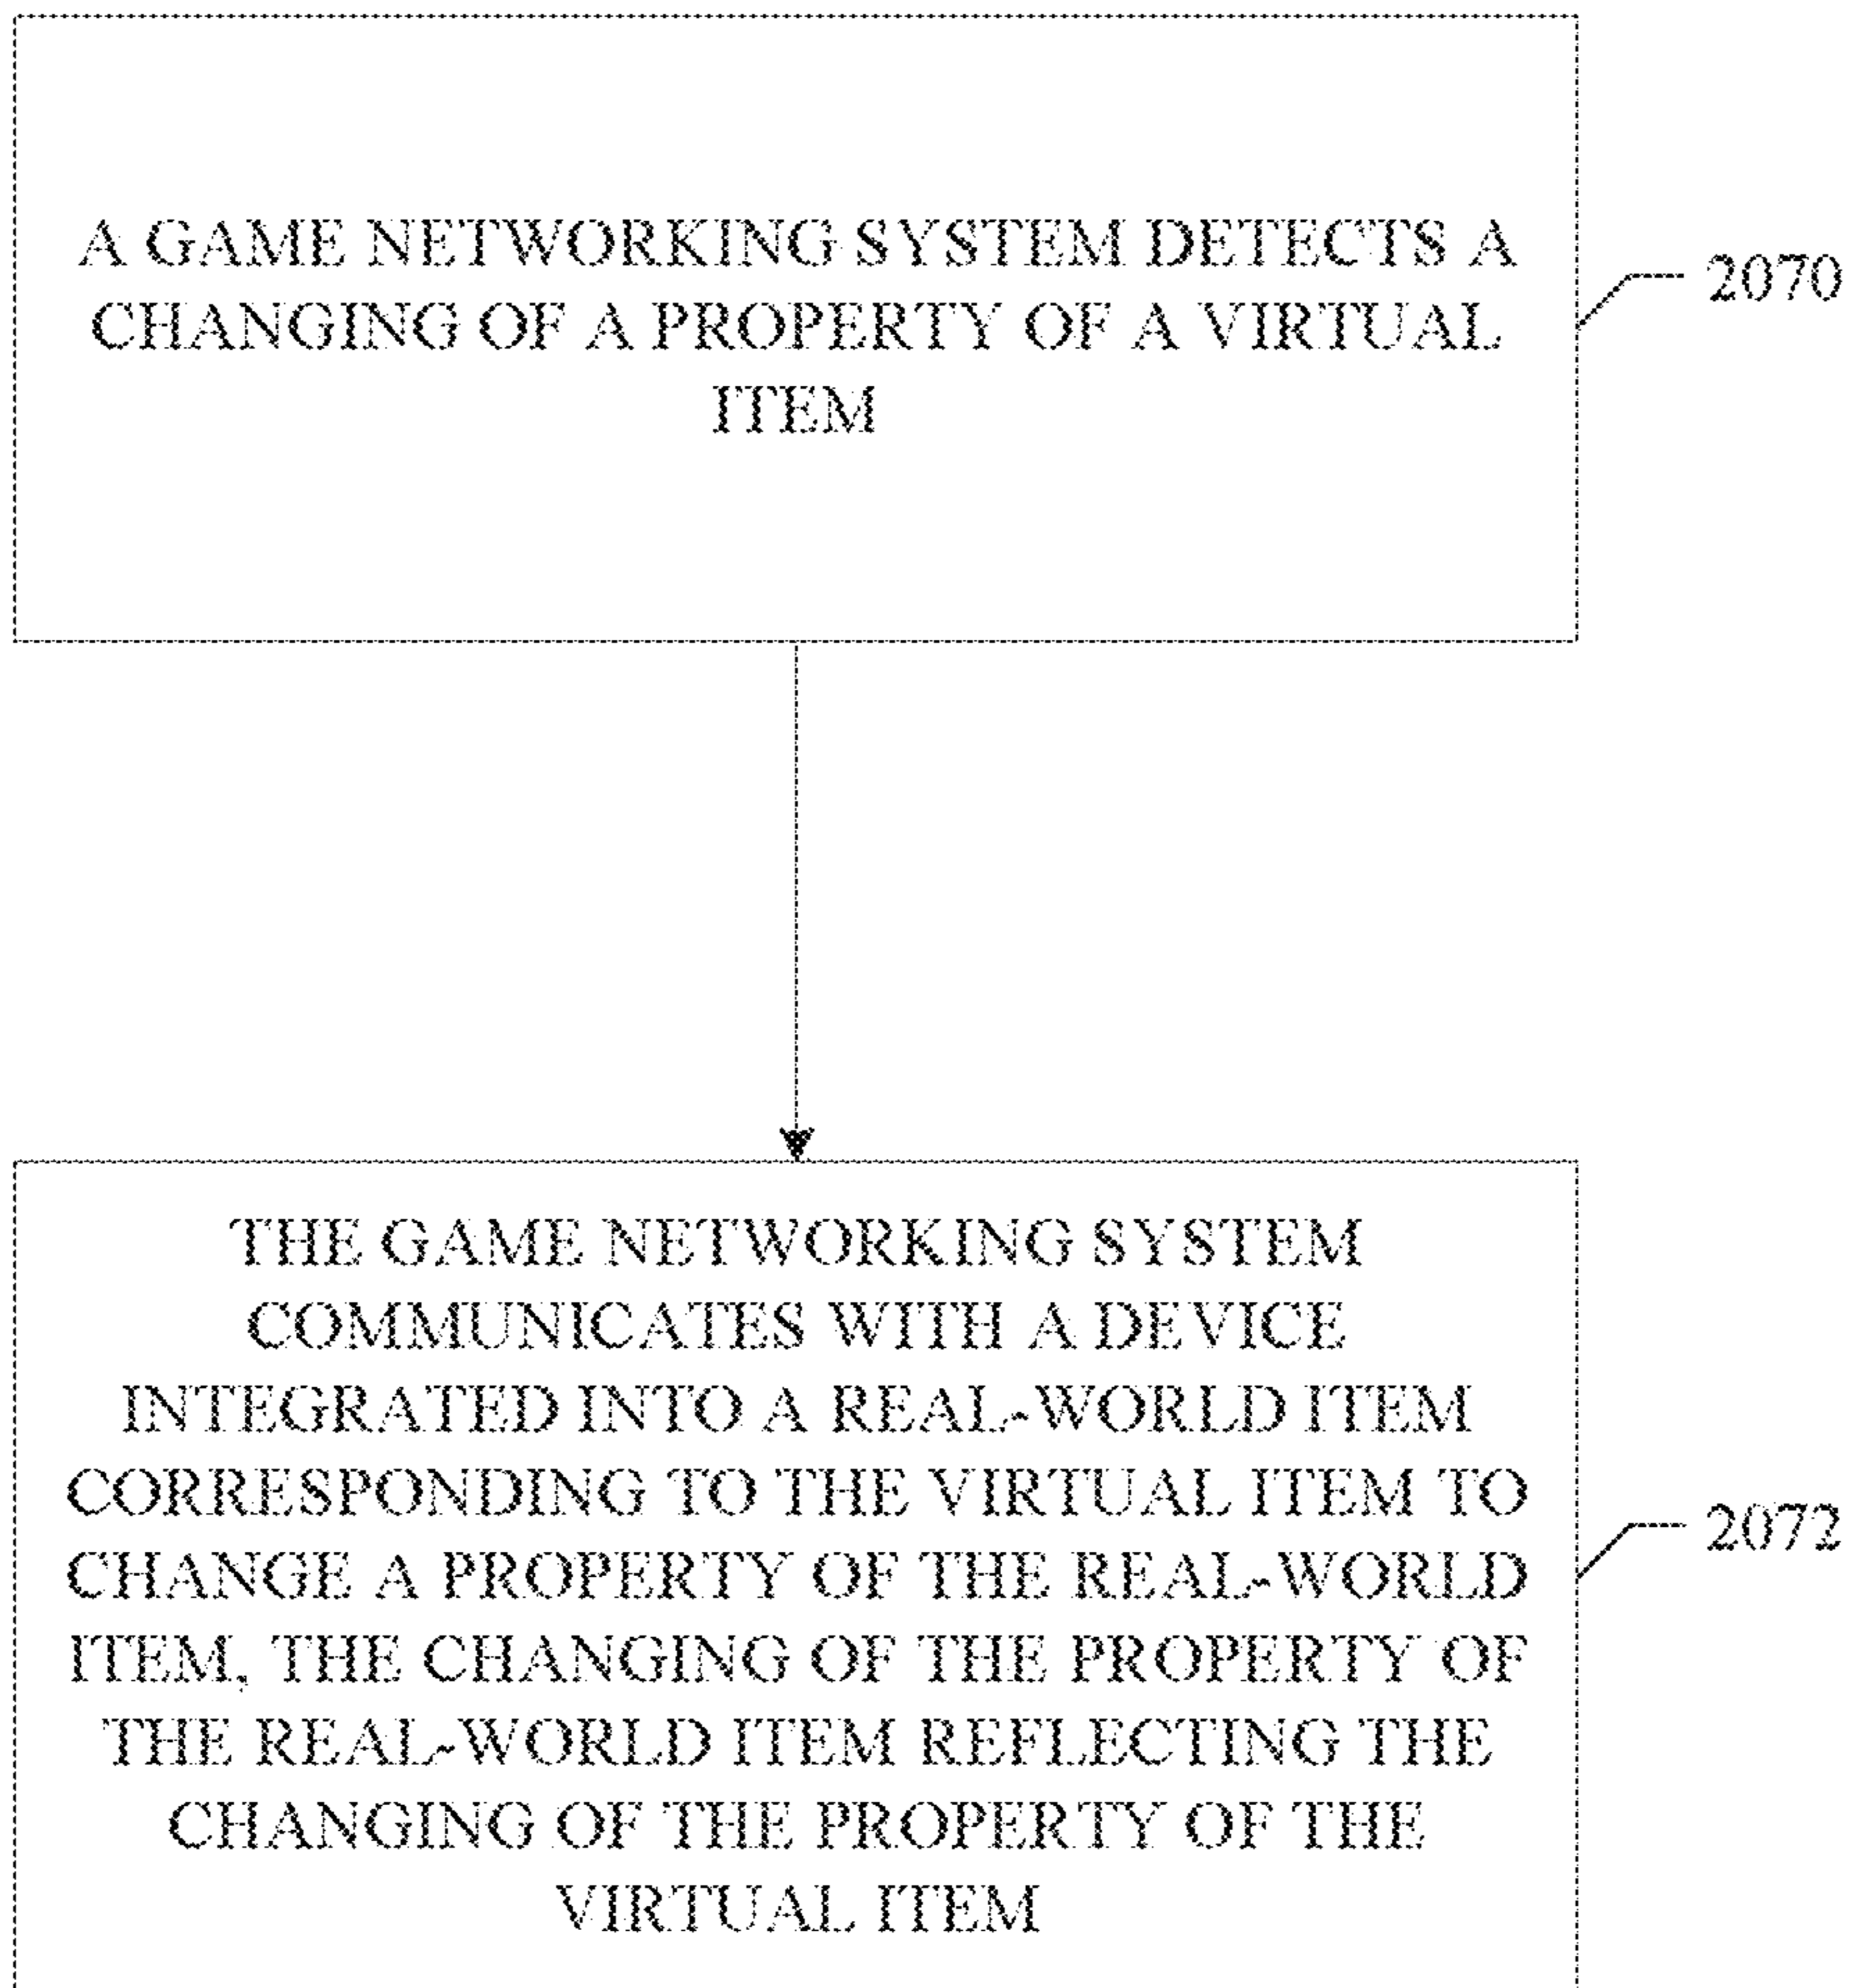 A GAME NETWORKING SYSTEM DETECTS A
CHANGING OF A PROPERTY OF A VIRTUAL
ITEM
2070
THE GAME NETWORKING SYSTEM
COMMUNICATES WITH A DEVICE
INTEGRATED INTO A REAL-WORLD ITEM
CORRESPONDING TO THE VIRTUAL ITEM TO
CHANGE A PROPERTY OF THE REAL-WORLD
ITEM, THE CHANGING OF THE PROPERTY OF
THE REAL-WORLD ITEM REFLECTING THE
CHANGING OF THE PROPERTY OF THE
VIRTUAL ITEM
2072